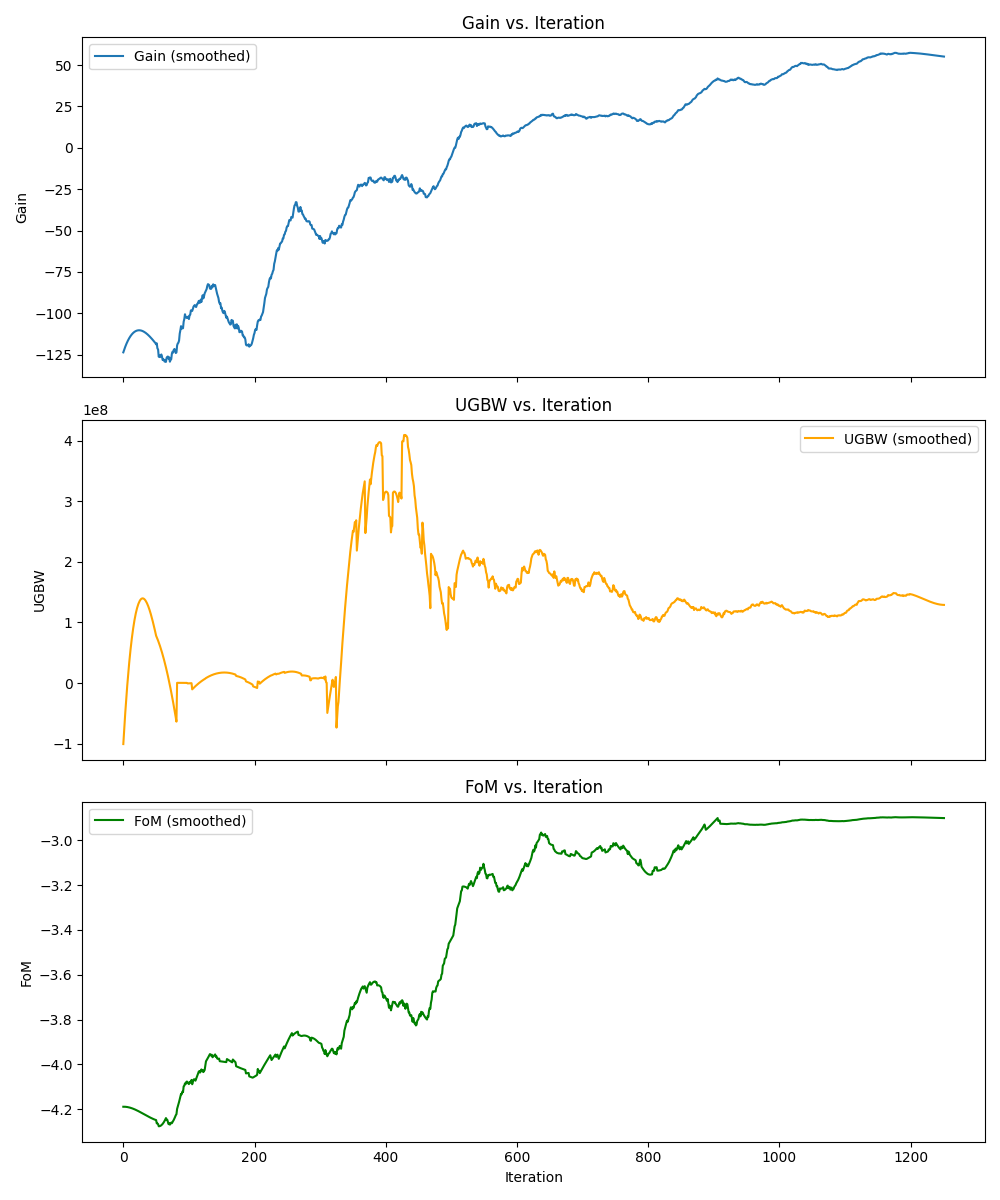 Gain vs. Iteration
Gain (smoothed)
50
25
0
−25
−50
−75
−100
−125
Gain
UGBW vs. Iteration
1e8
UGBW (smoothed)
4
3
2
1
0
−1
UGBW
FoM vs. Iteration
FoM (smoothed)
−3.0
−3.2
−3.4
−3.6
−3.8
−4.0
−4.2
FoM
0 200 400 600 800 1000 1200
Iteration